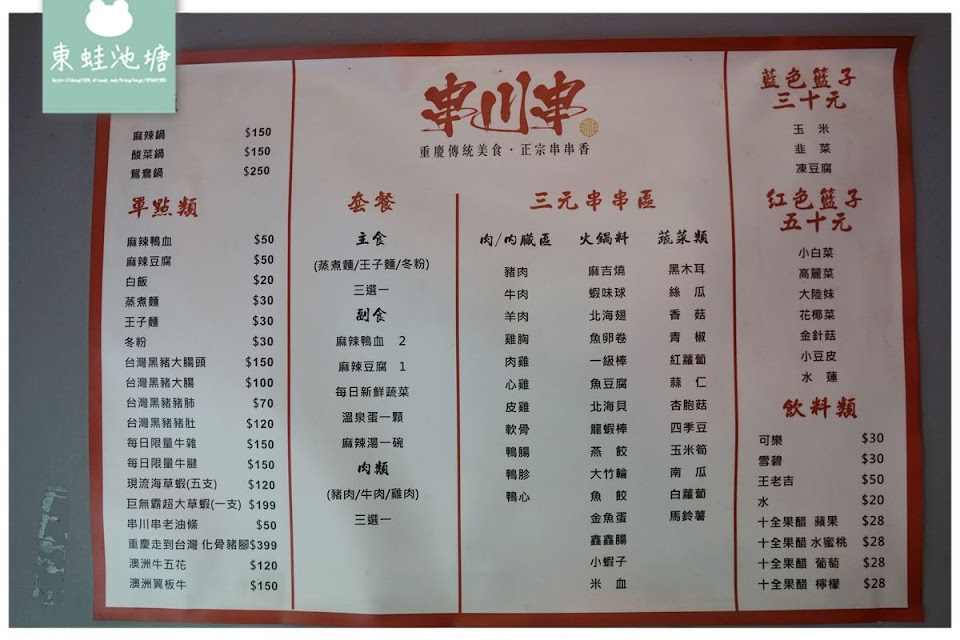 東蛙池塘
麻辣鍋 $150
酸菜鍋 $150
鴛鴦鍋 $250
單點類
麻辣鴨血 $50
麻辣豆腐 $50
白飯 $20
蒸煮麵 $30
王子麵 $30
冬粉 $30
台灣黑豬大腸頭 $150
台灣黑豬大腸 $100
台灣黑豬豬肺 $70
台灣黑豬豬肚 $120
每日限量牛雜 $150
每日限量牛腱 $150
現流海草蝦(五支) $120
巨無霸超大草蝦(一支) $199
串川串老油條 $50
重慶走到台灣 化骨豬腳$399
澳洲牛五花 $120
澳洲翼板牛 $150
串川串
重慶傳統美食・正宗串串香
套餐
主食
(蒸煮麵/王子麵/冬粉)
三選一
副食
麻辣鴨血 2
麻辣豆腐 1
每日新鮮蔬菜
溫泉蛋一顆
麻辣湯一碗
肉類
(豬肉/牛肉/雞肉)
三選一
三元串串區
肉/內臟區 火鍋料 蔬菜類
豬肉 麻吉燒 黑木耳
牛肉 蝦味球 絲 瓜
羊肉 北海翅 香 菇
雞胸 魚卵卷 青 椒
肉雞 一級棒 紅蘿蔔
心雞 魚豆腐 蒜 仁
皮雞 北海貝 杏胞菇
軟骨 龍蝦棒 四季豆
鴨腸 燕 餃 玉米筍
鴨胗 大竹輪 南 瓜
鴨心 魚 餃 白蘿蔔
金魚蛋 馬鈴薯
鑫鑫腸
小蝦子
米 血
藍色籃子
三十元
玉 米
韭 菜
凍豆腐
紅色籃子
五十元
小白菜
高麗菜
大陸妹
花椰菜
金針菇
小豆皮
水 蓮
飲料類
可樂 $30
雪碧 $30
王老吉 $50
水 $20
十全果醋 蘋果 $28
十全果醋 水蜜桃 $28
十全果醋 葡萄 $28
十全果醋 檸檬 $28